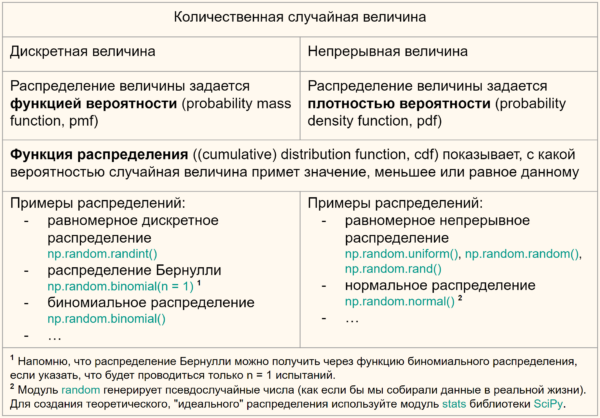 Количественная случайная величина
Дискретная величина
Непрерывная величина
Распределение величины задается
функцией вероятности (probability mass
function, pmf)
Распределение величины задается
плотностью вероятности (probability
density function, pdf)
Функция распределения ((cumulative) distribution function, cdf) показывает, с какой
вероятностью случайная величина примет значение, меньшее или равное данному
Примеры распределений:
- равномерное дискретное
распределение
np.random.randint()
- распределение Бернулли
np.random.binomial(n = 1) ¹
- биномиальное распределение
np.random.binomial()
- …
Примеры распределений:
- равномерное непрерывное
распределение
np.random.uniform(), np.random.random(),
np.random.rand()
- нормальное распределение
np.random.normal() ²
- …
¹ Напомню, что распределение Бернулли можно получить через функцию биномиального распределения,
если указать, что будет проводиться только n = 1 испытаний.
² Модуль random генерирует псевдослучайные числа (как если бы мы собирали данные в реальной жизни).
Для создания теоретического, "идеального" распределения используйте модуль stats библиотеки SciPy.